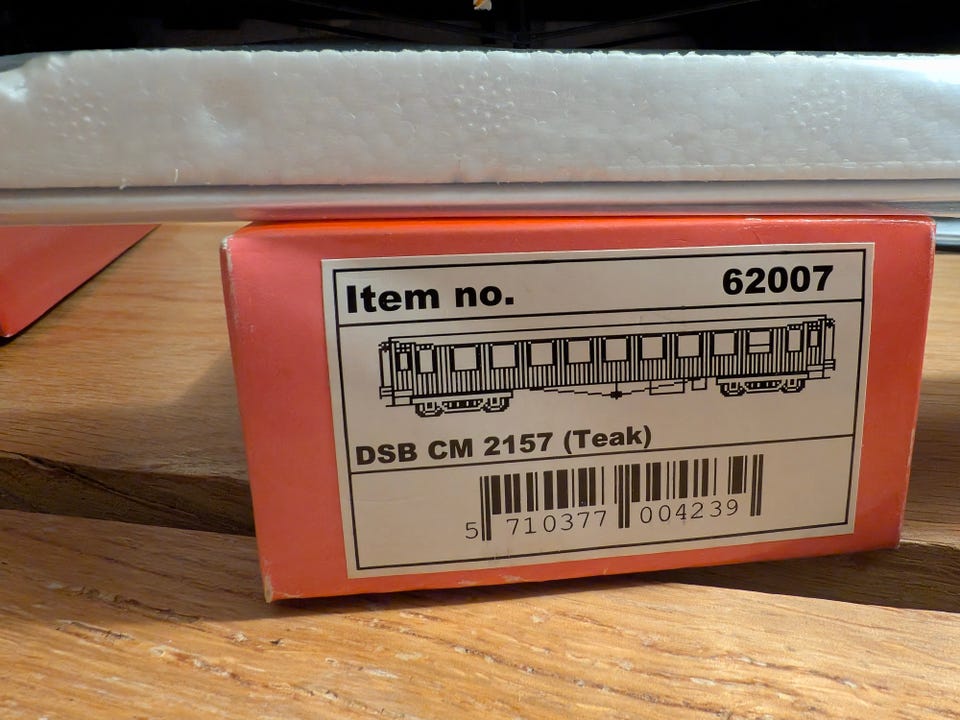 Item no. 62007
DSB CM 2157 (Teak)
5 710377 004239